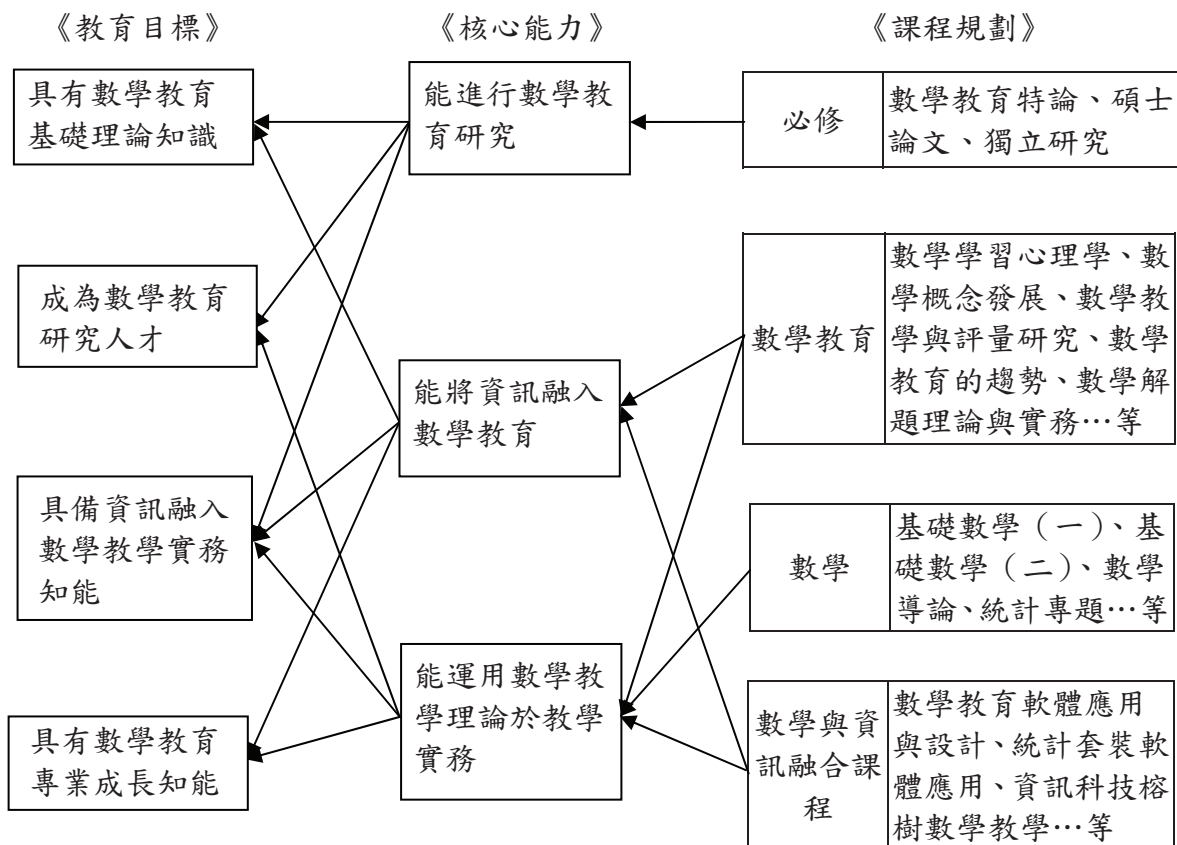 《教育目標》
《核心能力》
《課程規劃》
具有數學教育
基礎理論知識
成為數學教育
研究人才
具備資訊融入
數學教學實務
知能
具有數學教育
專業成長知能
能進行數學教
育研究
能將資訊融入
數學教育
能運用數學教
學理論於教學
實務
必修
數學教育特論、碩士
論文、獨立研究
數學教育
數學學習心理學、數
學概念發展、數學教
學與評量研究、數學
教育的趨勢、數學解
題理論與實務…等
數學
基礎數學（一）、基
礎數學（二）、數學
導論、統計專題…等
數學與資
訊融合課
程
數學教育軟體應用
與設計、統計套裝軟
體應用、資訊科技榕
樹數學教學…等